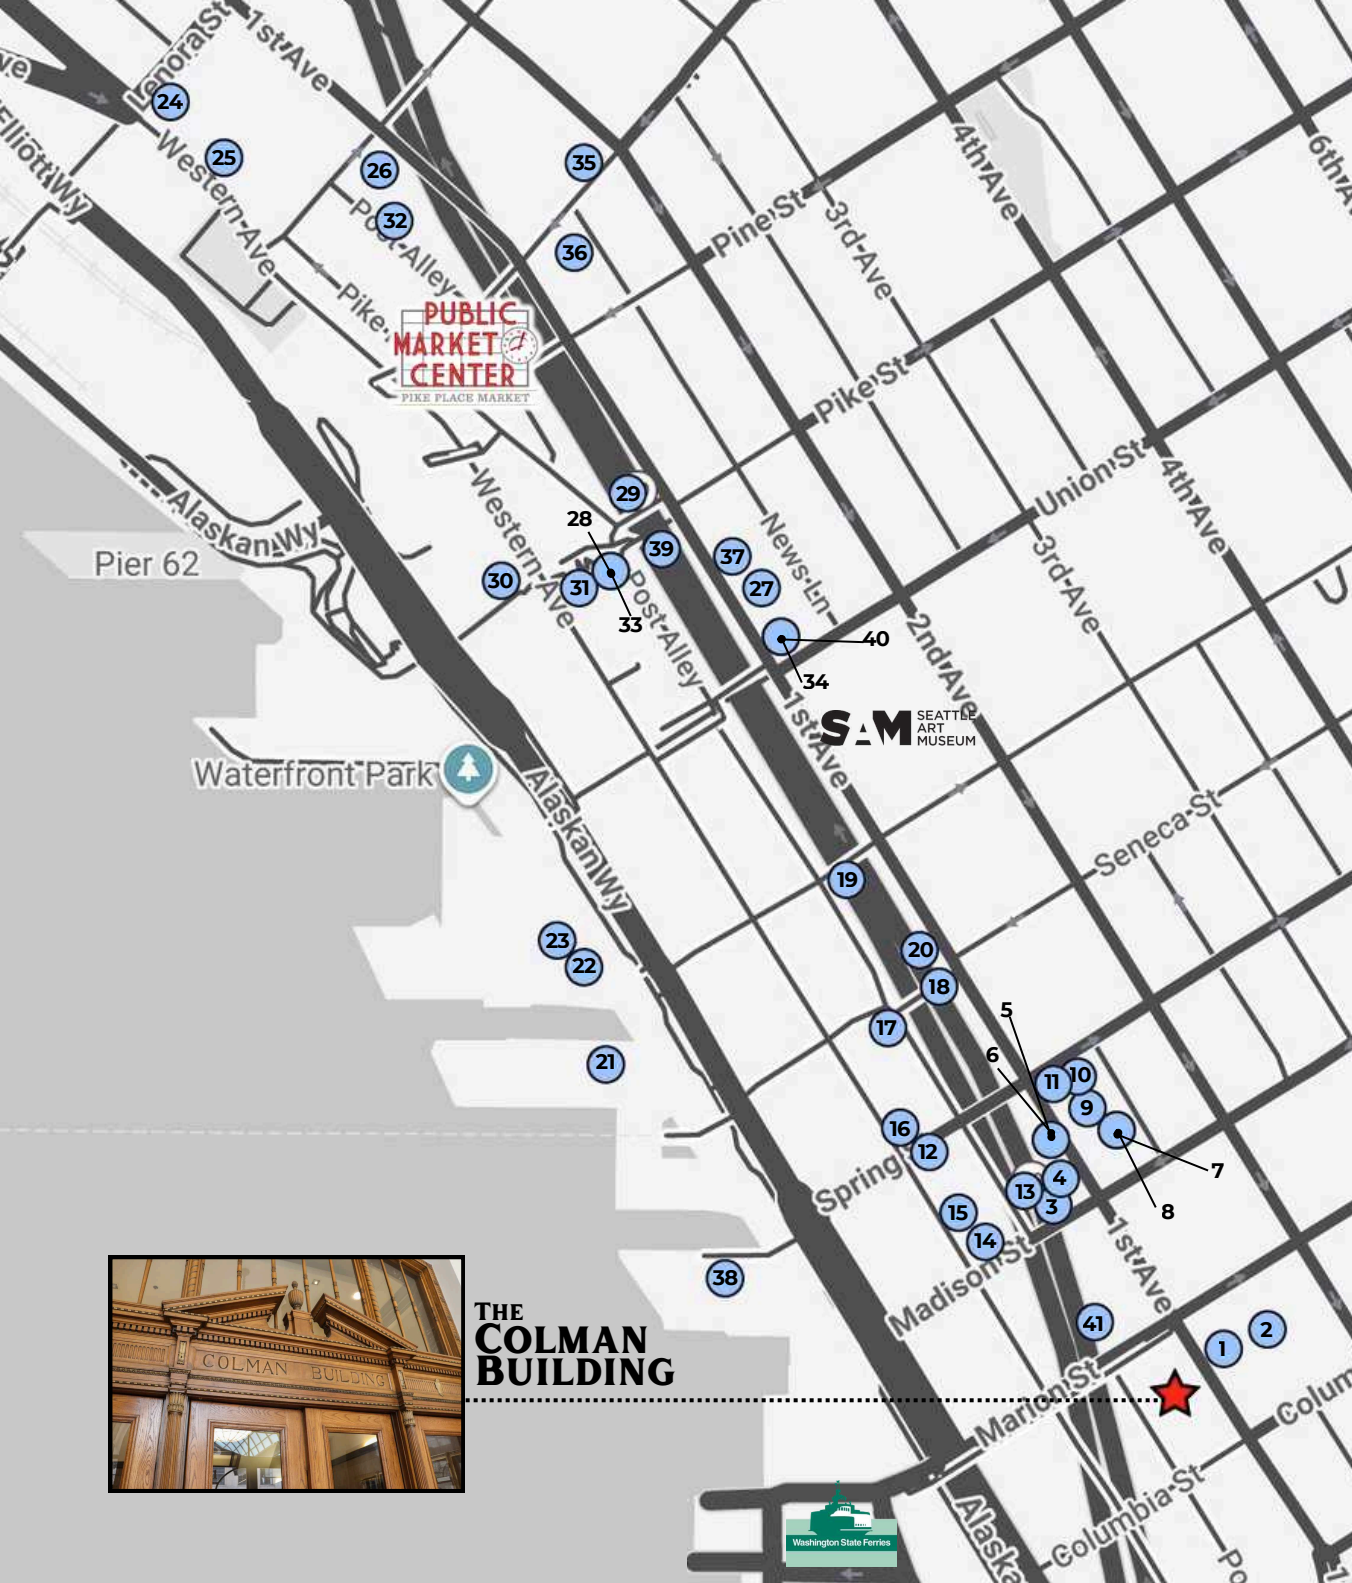 Lenora St
1st Ave
ve
24
Elliott Wy
Western Ave
25
26
32
Post Alley
35
36
Pine St
3rd Ave
4th Ave
6th Av
Pike
PUBLIC
MARKET
CENTER
PIKE PLACE MARKET
Pike St
Union St
4th Ave
Alaskan Wy
Pier 62
Western Ave
29
28
39
37
27
News Ln
3rd Ave
30
31
33
Post Alley
40
34
2nd Ave
1st Ave
SAM
SEATTLE
ART
MUSEUM
Waterfront Park
Alaskan Wy
Seneca St
19
23
22
20
18
17
5
6
21
11
10
9
16
12
Spring
7
8
4
13
3
15
14
Madison St
1st Ave
38
41
1
2
COLMAN BUILDING
THE
COLMAN
BUILDING
Marion St
Colum
Columbia St
Alaska
Po
1
Washington State Ferries